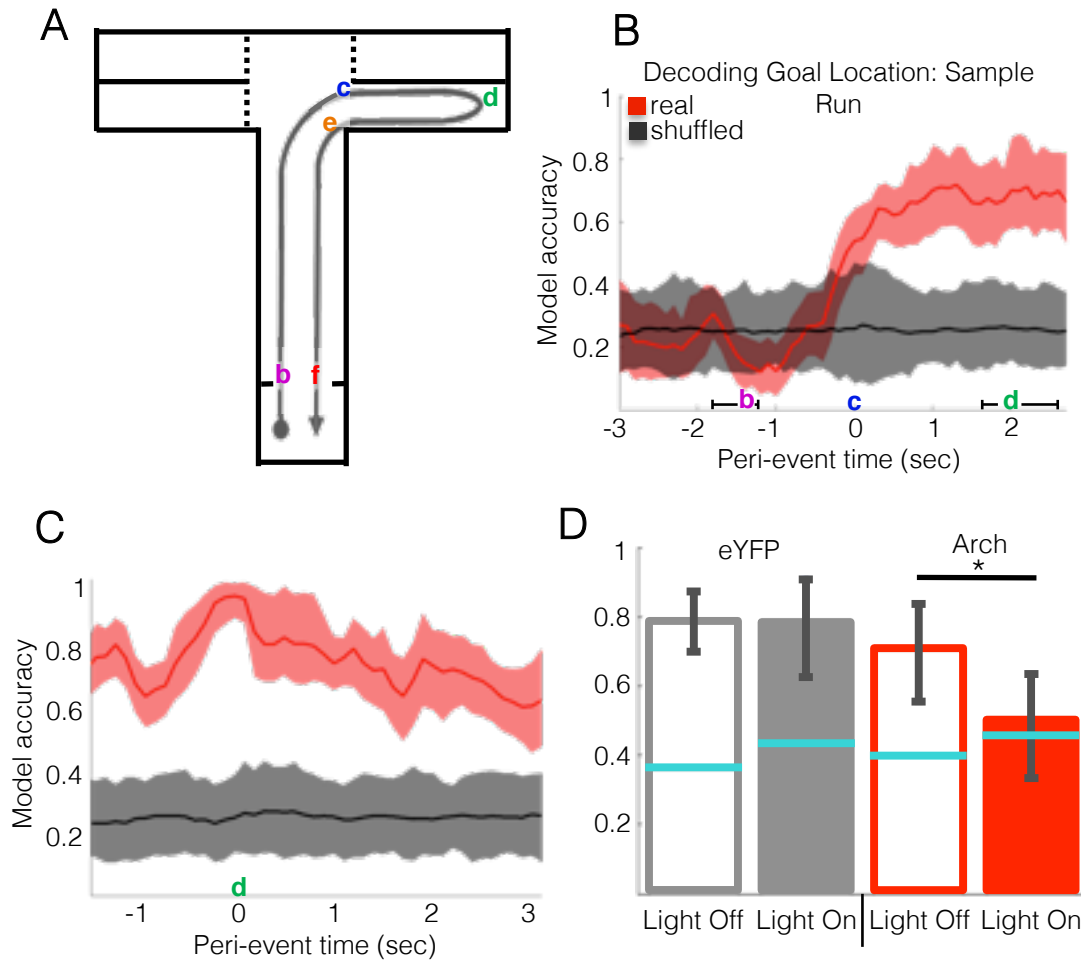 A
c
d
e
b
f
B
Decoding Goal Location: Sample
Run
real
shuffled
Model accuracy
1
0.8
0.6
0.4
0.2
b
c
d
-3
-2
-1
0
1
2
Peri-event time (sec)
C
Model accuracy
1
0.8
0.6
0.4
0.2
d
-1
0
1
2
3
Peri-event time (sec)
D
eYFP
Arch
*
1
0.8
0.6
0.4
0.2
Light Off
Light On
Light Off
Light On